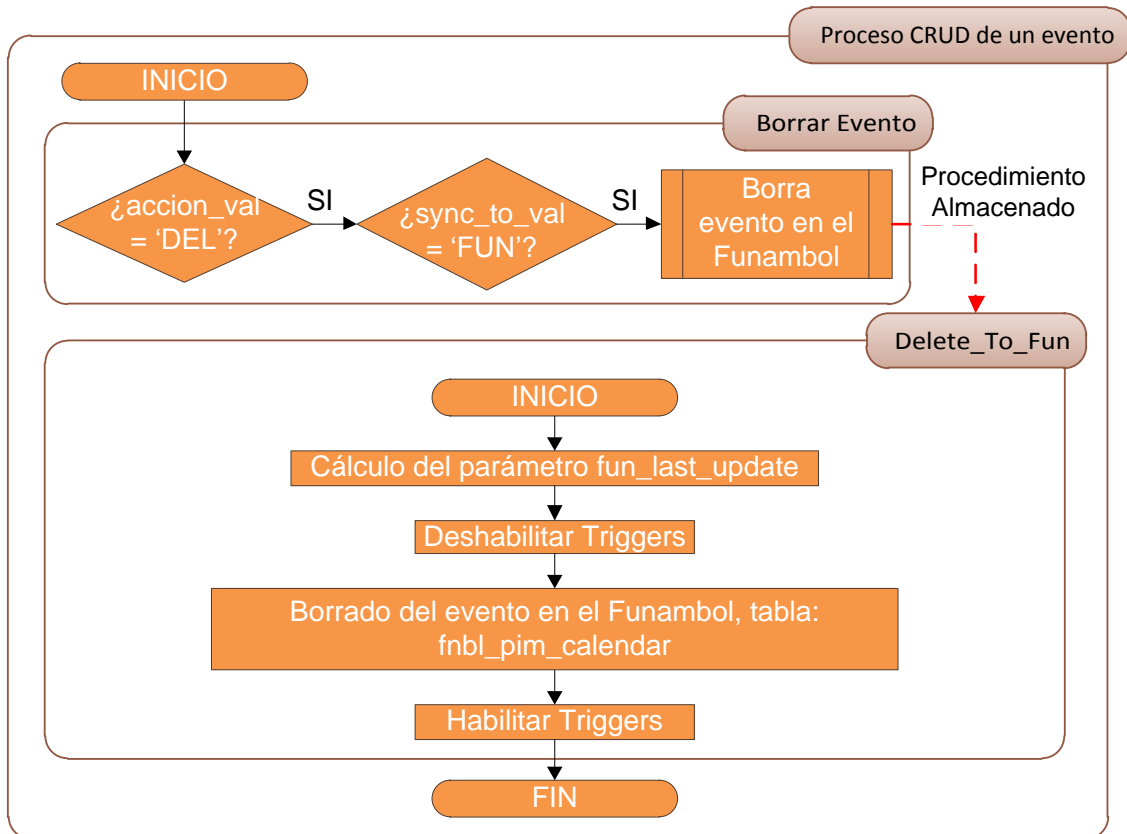 Proceso CRUD de un evento
INICIO
Borrar Evento
¿accion_val
= ‘DEL’?
SI
¿sync_to_val
= ‘FUN’?
SI
Borra
evento en el
Funambol
Procedimiento
Almacenado
Delete_To_Fun
INICIO
Cálculo del parámetro fun_last_update
Deshabilitar Triggers
Borrado del evento en el Funambol, tabla:
fnbl_pim_calendar
Habilitar Triggers
FIN